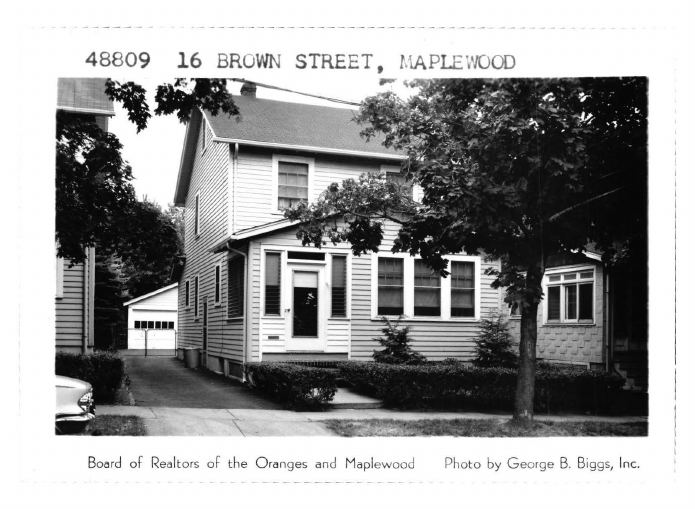 48809 16 BROWN STREET, MAPLEWOOD
Board of Realtors of the Oranges and Maplewood Photo by George B. Biggs, Inc.